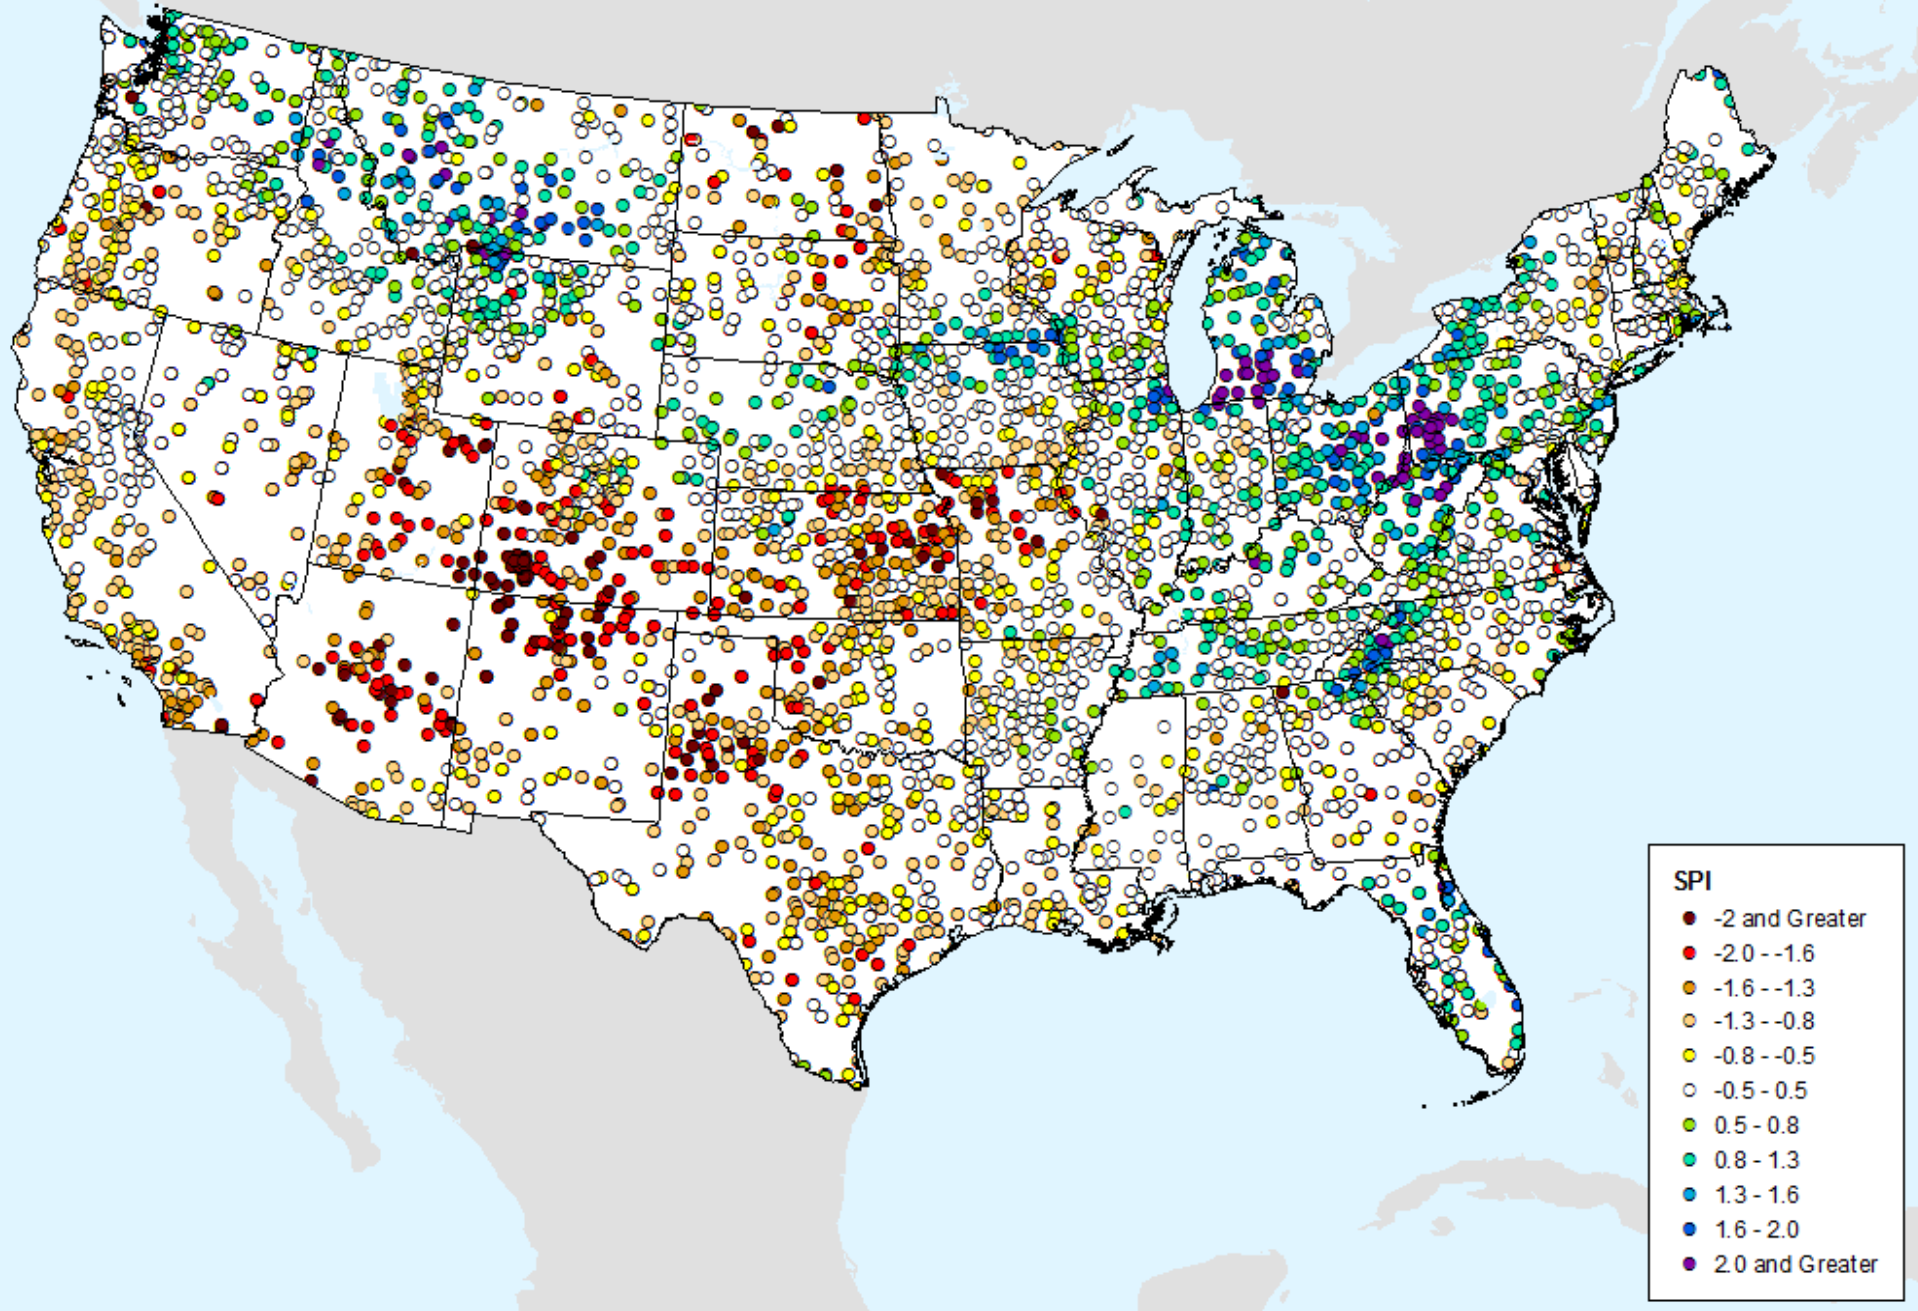 SPI
-2 and Greater
-2.0 - -1.6
-1.6 - -1.3
-1.3 - -0.8
-0.8 - -0.5
-0.5 - 0.5
0.5 - 0.8
0.8 - 1.3
1.3 - 1.6
1.6 - 2.0
2.0 and Greater